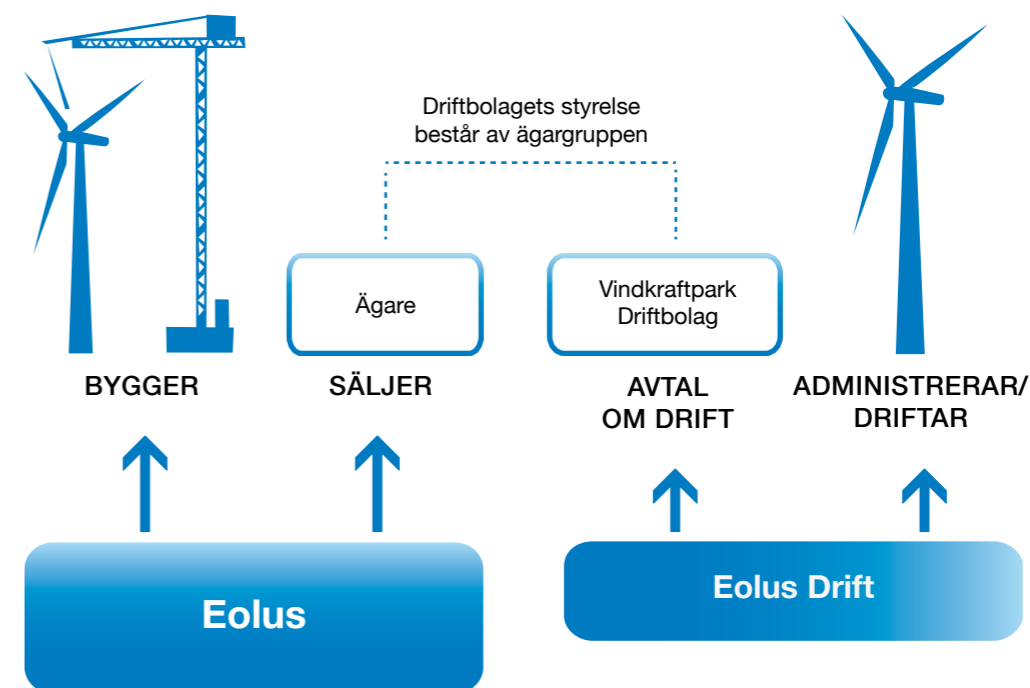 Driftbolagets styrelse
består av ägargruppen
Ägare
Vindkraftpark
Driftbolag
BYGGER
SÄLJER
AVTAL
OM DRIFT
ADMINISTRERAR/
DRIFTAR
Eolus
Eolus Drift